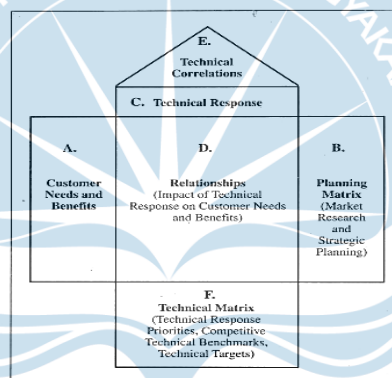 E.
Technical
Correlations
C. Technical Response
A.
Customer
Needs and
Benefits
D.
Relationships
(Impact of Technical
Response on Customer Needs
and Benefits)
B.
Planning
Matrix
(Market
Research
and
Strategic
Planning)
F.
Technical Matrix
(Technical Response
Priorities, Competitive
Technical Benchmarks,
Technical Targets)